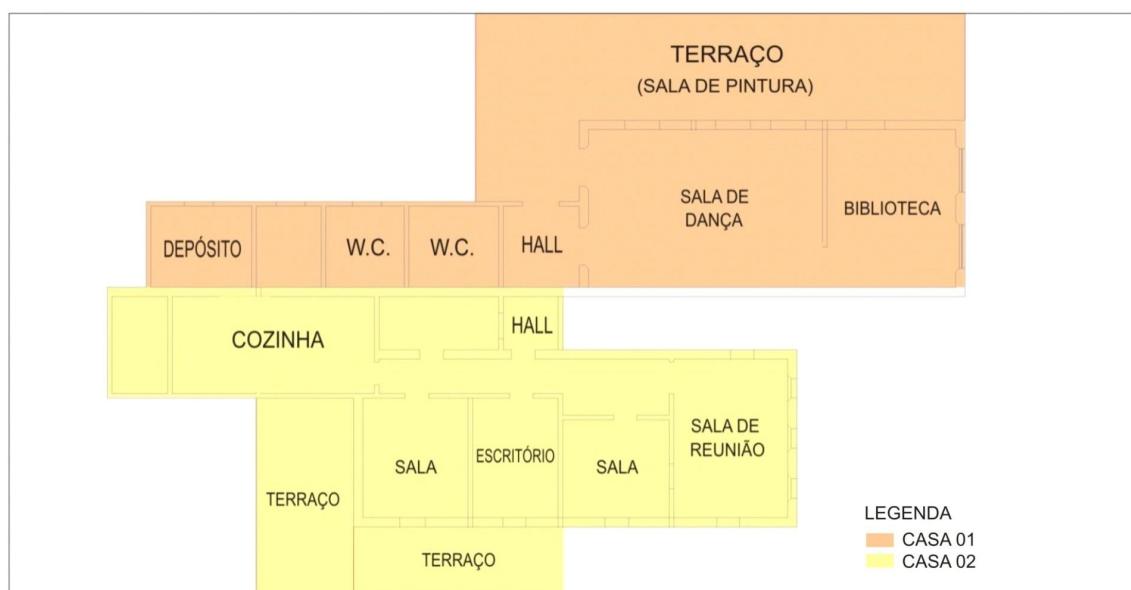 TERRAÇO
(SALA DE PINTURA)
SALA DE
DANÇA
BIBLIOTECA
DEPÓSITO
W.C.
W.C.
HALL
HALL
COZINHA
SALA DE
REUNIÃO
SALA
ESCRITÓRIO
SALA
TERRAÇO
TERRAÇO
LEGENDA
CASA 01
CASA 02